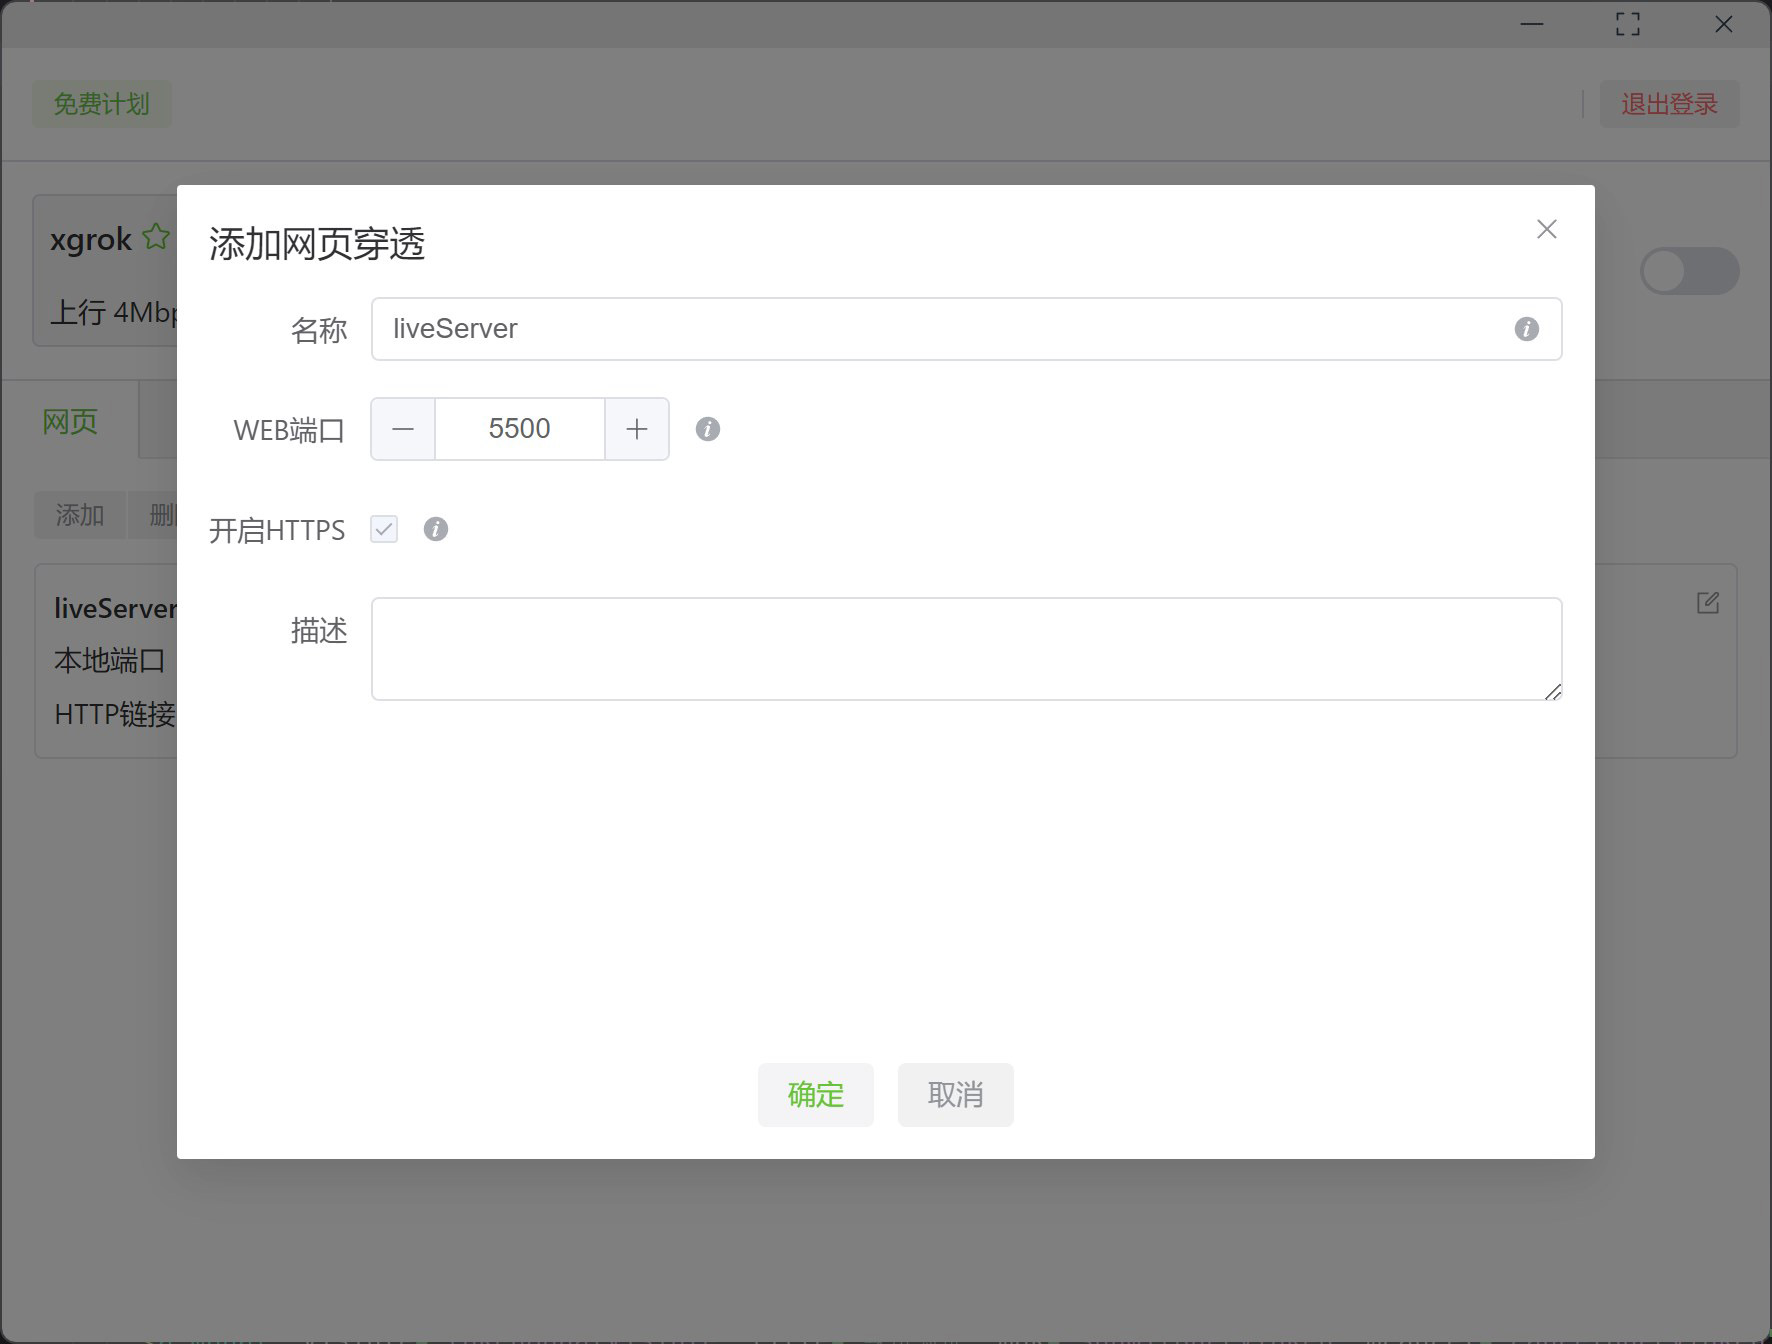 免费计划
退出登录
xgrok
上行 4Mbp
网页
添加
liveServer
本地端口
HTTP链接
添加网页穿透
名称
liveServer
WEB端口
5500
开启HTTPS
描述
确定
取消